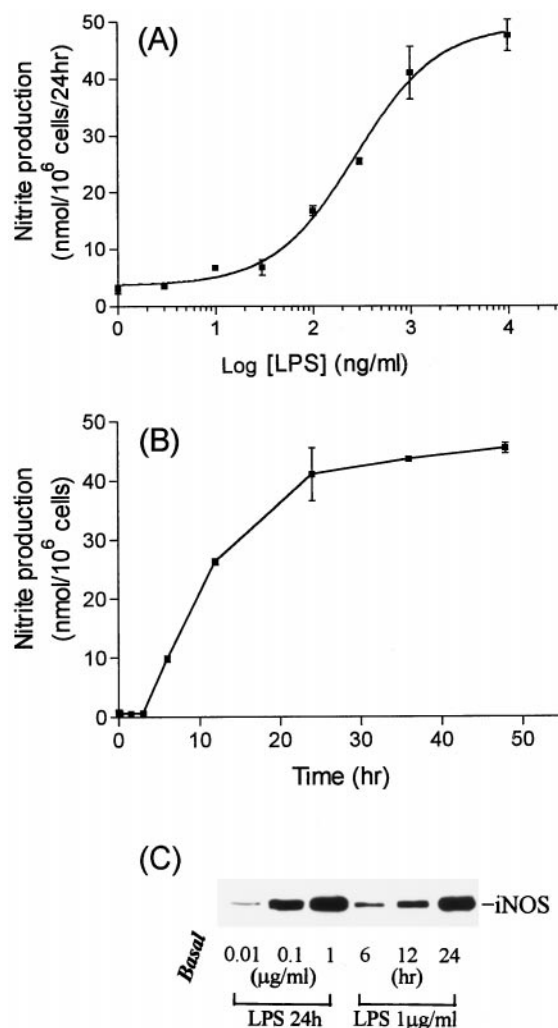 (A)
Nitrite production
(nmol/10⁶ cells/24hr)
50
40
30
20
10
0
0 1 2 3 4
Log [LPS] (ng/ml)
(B)
Nitrite production
(nmol/10⁶ cells)
50
40
30
20
10
0
0 10 20 30 40 50
Time (hr)
(C)
-iNOS
Basal 0.01 0.1 1 6 12 24
(µg/ml) (hr)
LPS 24h LPS 1µg/ml